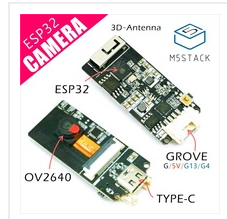 ESP32
CAMERA
3D-Antenna
M5STACK
ESP32
GROVE
G/5V/G13/G4
OV2640
TYPE-C